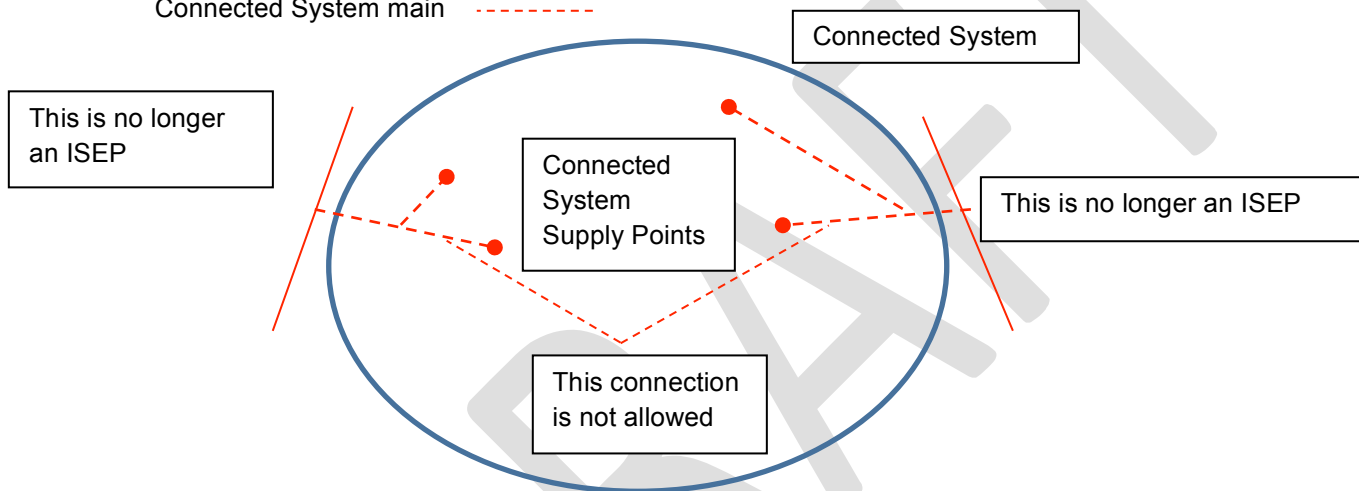 Connected System main
Connected System
This is no longer
an ISEP
Connected
System
Supply Points
This is no longer an ISEP
This connection
is not allowed
DRAFT